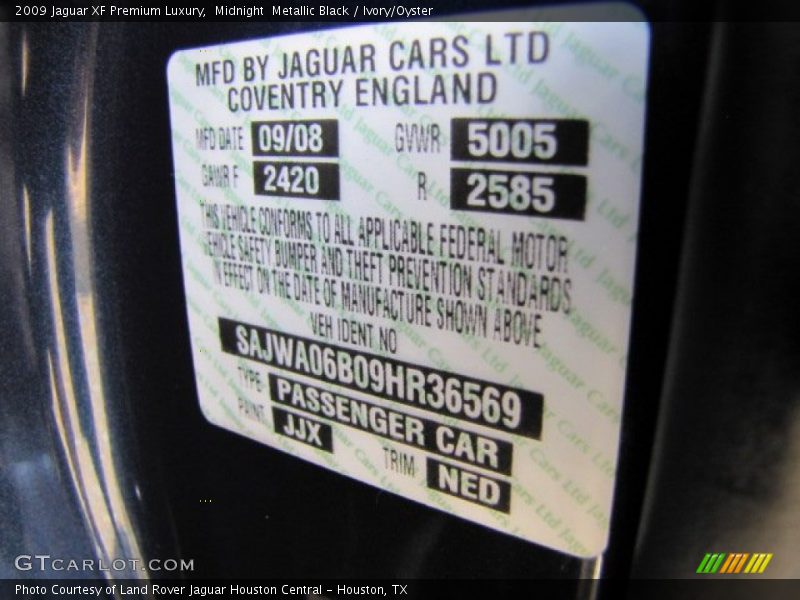 2009 Jaguar XF Premium Luxury, Midnight Metallic Black / Ivory/Oyster
MFD BY JAGUAR CARS LTD
COVENTRY ENGLAND
MFD DATE 09/08 GVWR 5005
GAWR F 2420 R 2585
THIS VEHICLE CONFORMS TO ALL APPLICABLE FEDERAL MOTOR
VEHICLE SAFETY BUMPER AND THEFT PREVENTION STANDARDS
IN EFFECT ON THE DATE OF MANUFACTURE SHOWN ABOVE
VEH IDENT NO
SAJWA06B09HR36569
TYPE PASSENGER CAR
PAINT JJX TRIM NED
GTCARLOT.COM
Photo Courtesy of Land Rover Jaguar Houston Central - Houston, TX